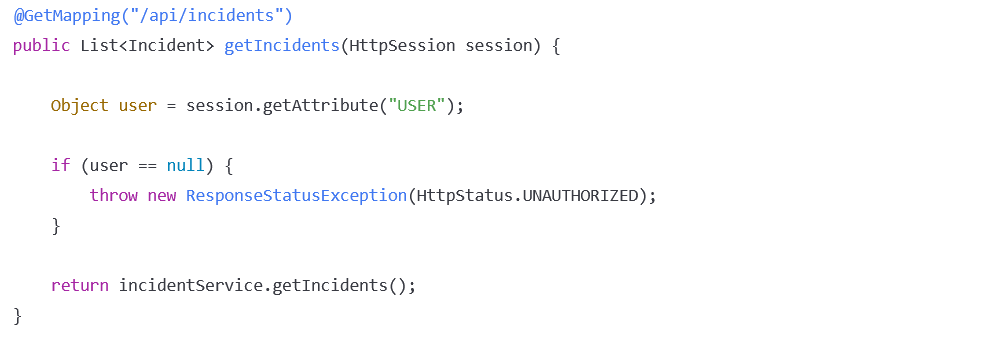 @GetMapping("/api/incidents")
public List<Incident> getIncidents(HttpSession session) {
    Object user = session.getAttribute("USER");
    if (user == null) {
        throw new ResponseStatusException(HttpStatus.UNAUTHORIZED);
    }
    return incidentService.getIncidents();
}